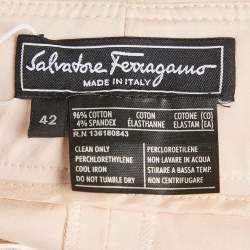 Salvatore Ferragamo
MADE IN ITALY
42
96% COTTON COTON COTONE (CO)
4% SPANDEX ÉLASTHANNE ELASTAM (EA)
R.N 136180843
CLEAN ONLY PERCLOROETILENE
PERCHLORETHYLENE NON LAVARE IN ACQUA
COOL IRON STIRARE A BASSA TEMP.
DO NOT TUMBLE DRY NON CENTRIFUGARE